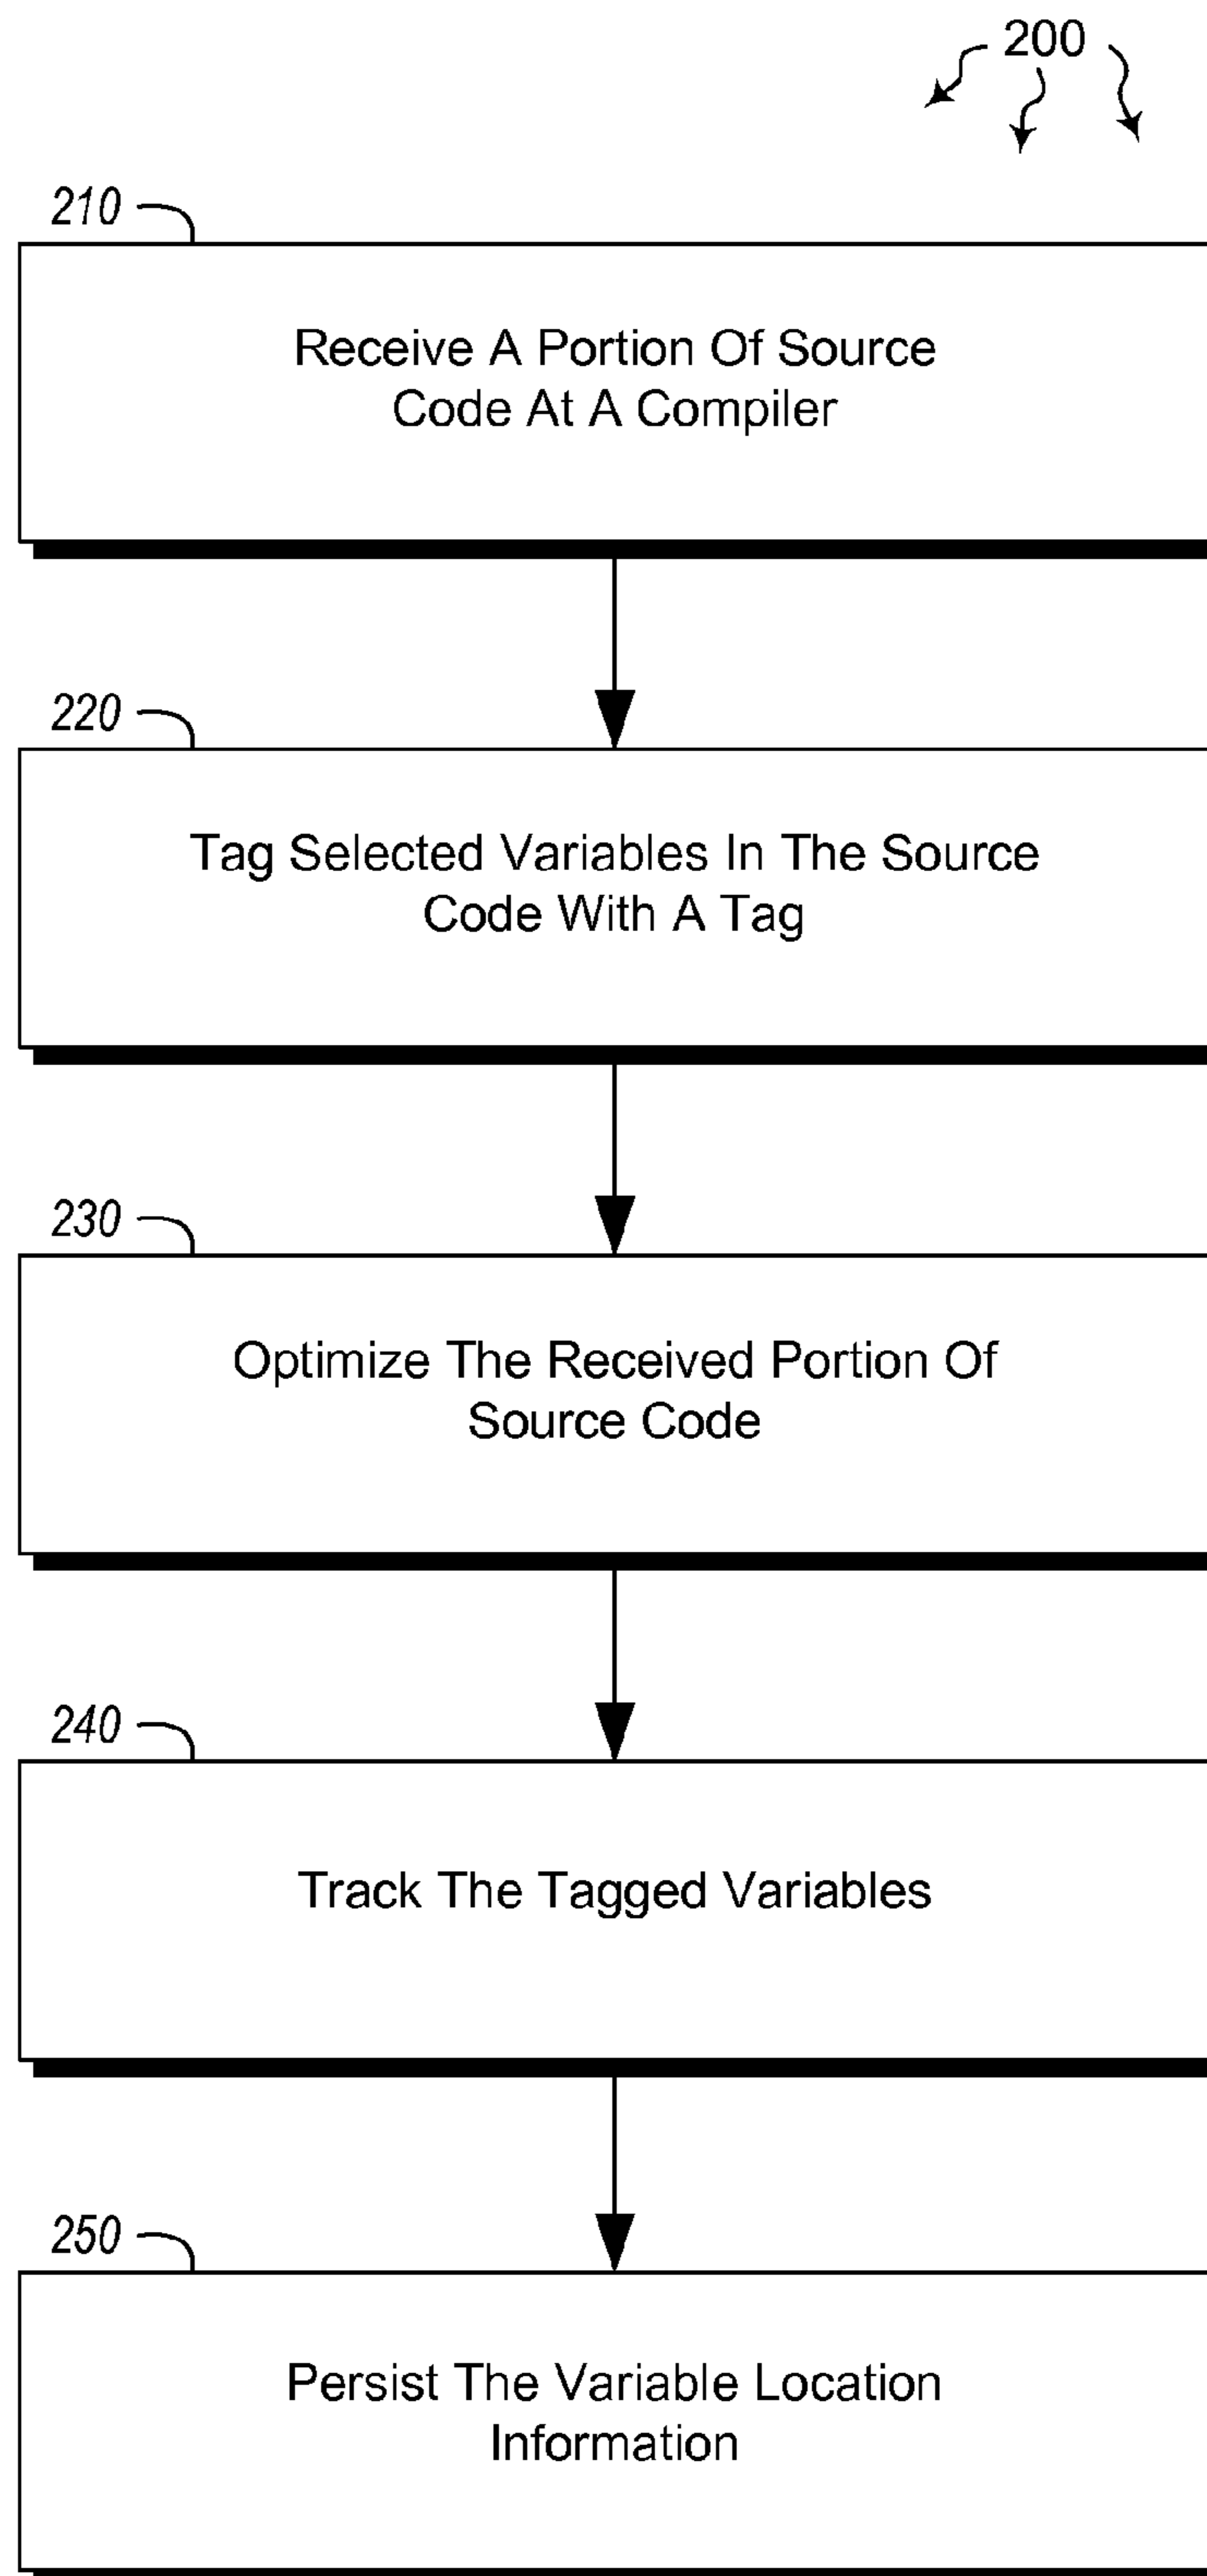 200
210
Receive A Portion Of Source
Code At A Compiler
220
Tag Selected Variables In The Source
Code With A Tag
230
Optimize The Received Portion Of
Source Code
240
Track The Tagged Variables
250
Persist The Variable Location
Information